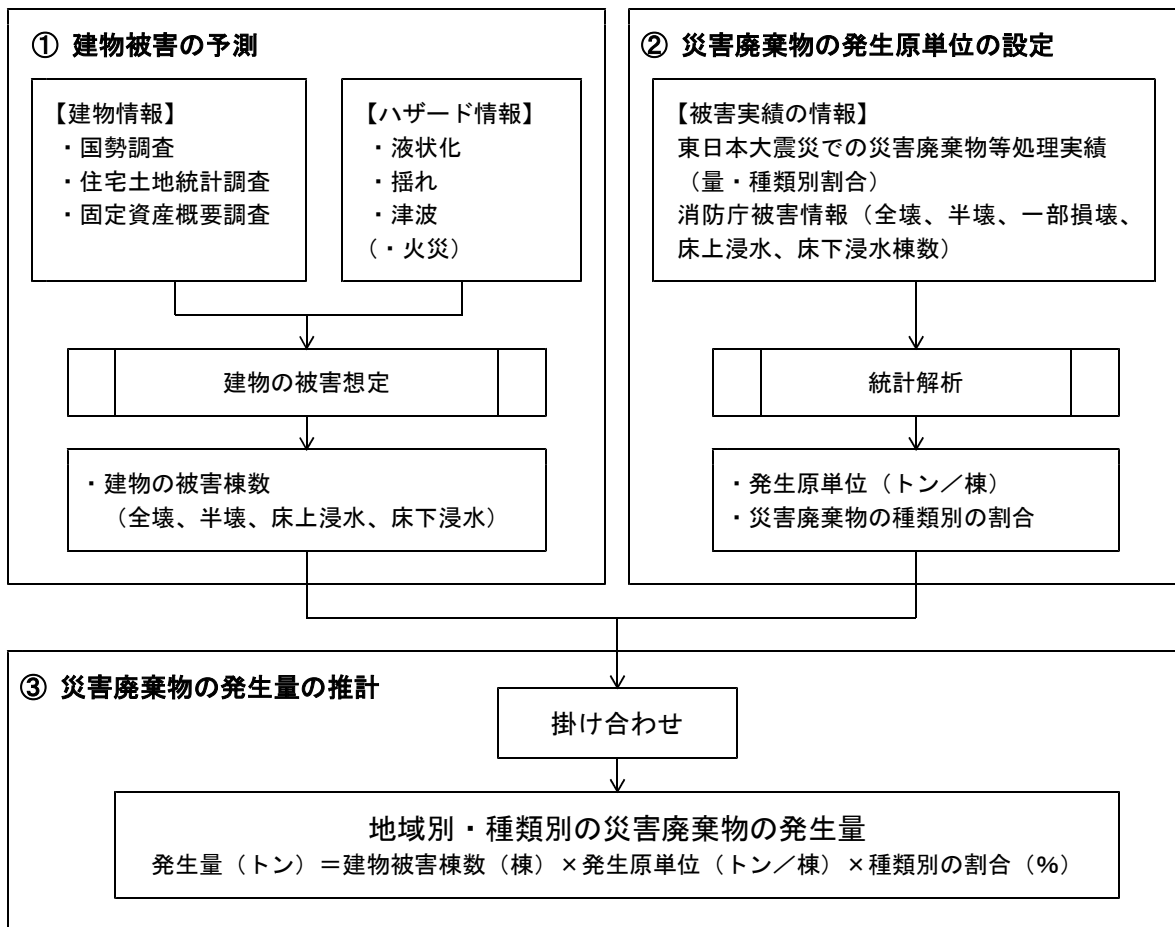 ① 建物被害の予測
【建物情報】
・国勢調査
・住宅土地統計調査
・固定資産概要調査
【ハザード情報】
・液状化
・揺れ
・津波
（・火災）
建物の被害想定
・建物の被害棟数
（全壊、半壊、床上浸水、床下浸水）
② 災害廃棄物の発生原単位の設定
【被害実績の情報】
東日本大震災での災害廃棄物等処理実績
（量・種類別割合）
消防庁被害情報（全壊、半壊、一部損壊、
床上浸水、床下浸水棟数）
統計解析
・発生原単位（トン／棟）
・災害廃棄物の種類別の割合
③ 災害廃棄物の発生量の推計
掛け合わせ
地域別・種類別の災害廃棄物の発生量
発生量（トン）＝建物被害棟数（棟）×発生原単位（トン／棟）×種類別の割合（%）